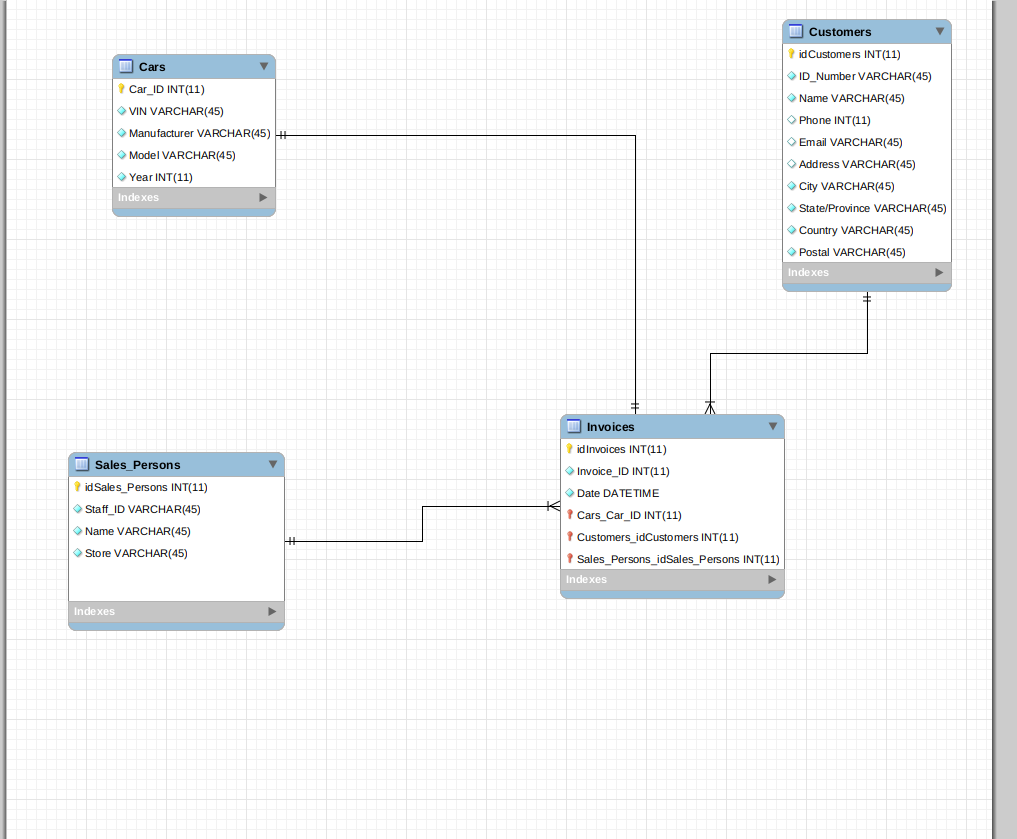 Cars
Car_ID INT(11)
VIN VARCHAR(45)
Manufacturer VARCHAR(45)
Model VARCHAR(45)
Year INT(11)
Indexes
Customers
idCustomers INT(11)
ID_Number VARCHAR(45)
Name VARCHAR(45)
Phone INT(11)
Email VARCHAR(45)
Address VARCHAR(45)
City VARCHAR(45)
State/Province VARCHAR(45)
Country VARCHAR(45)
Postal VARCHAR(45)
Indexes
Sales_Persons
idSales_Persons INT(11)
Staff_ID VARCHAR(45)
Name VARCHAR(45)
Store VARCHAR(45)
Indexes
Invoices
idInvoices INT(11)
Invoice_ID INT(11)
Date DATETIME
Cars_Car_ID INT(11)
Customers_idCustomers INT(11)
Sales_Persons_idSales_Persons INT(11)
Indexes